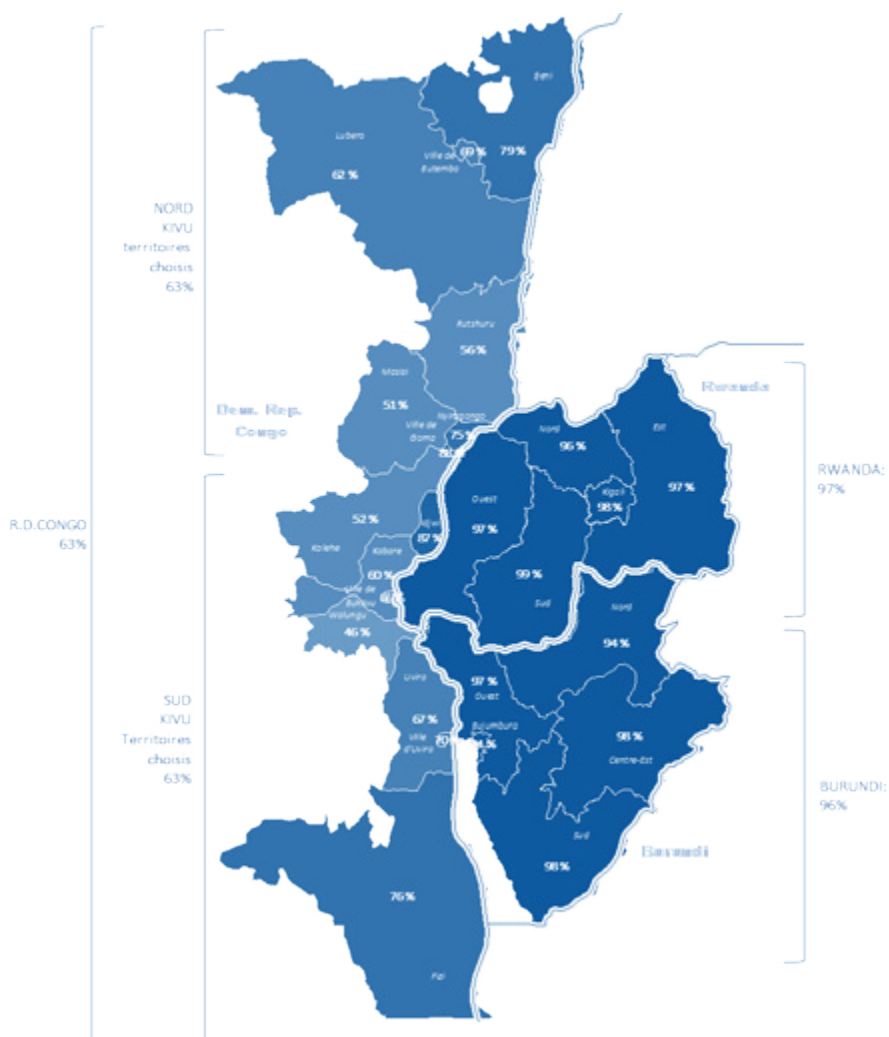 Beni
79%
Lubero
62%
Ville de
Butembo
69%
NORD
KIVU
territoires
choisis
63%
Rutshuru
56%
Masisi
51%
Ville de
Goma
Nyiragongo
75%
Dem. Rep.
Congo
Rwanda
Nord
96%
Est
97%
Ouest
97%
Kigali
98%
RWANDA:
97%
R.D.CONGO
63%
52%
Kalehe
Idjwi
87%
Kabare
60%
Ville de
Bukavu
Walungu
46%
99%
Sud
Nord
94%
SUD
KIVU
Territoires
choisis
63%
Uvira
67%
Ville
d'Uvira
70%
97%
Ouest
Bujumbura
98%
Centre-Est
BURUNDI:
96%
Sud
98%
Burundi
76%
Fizi